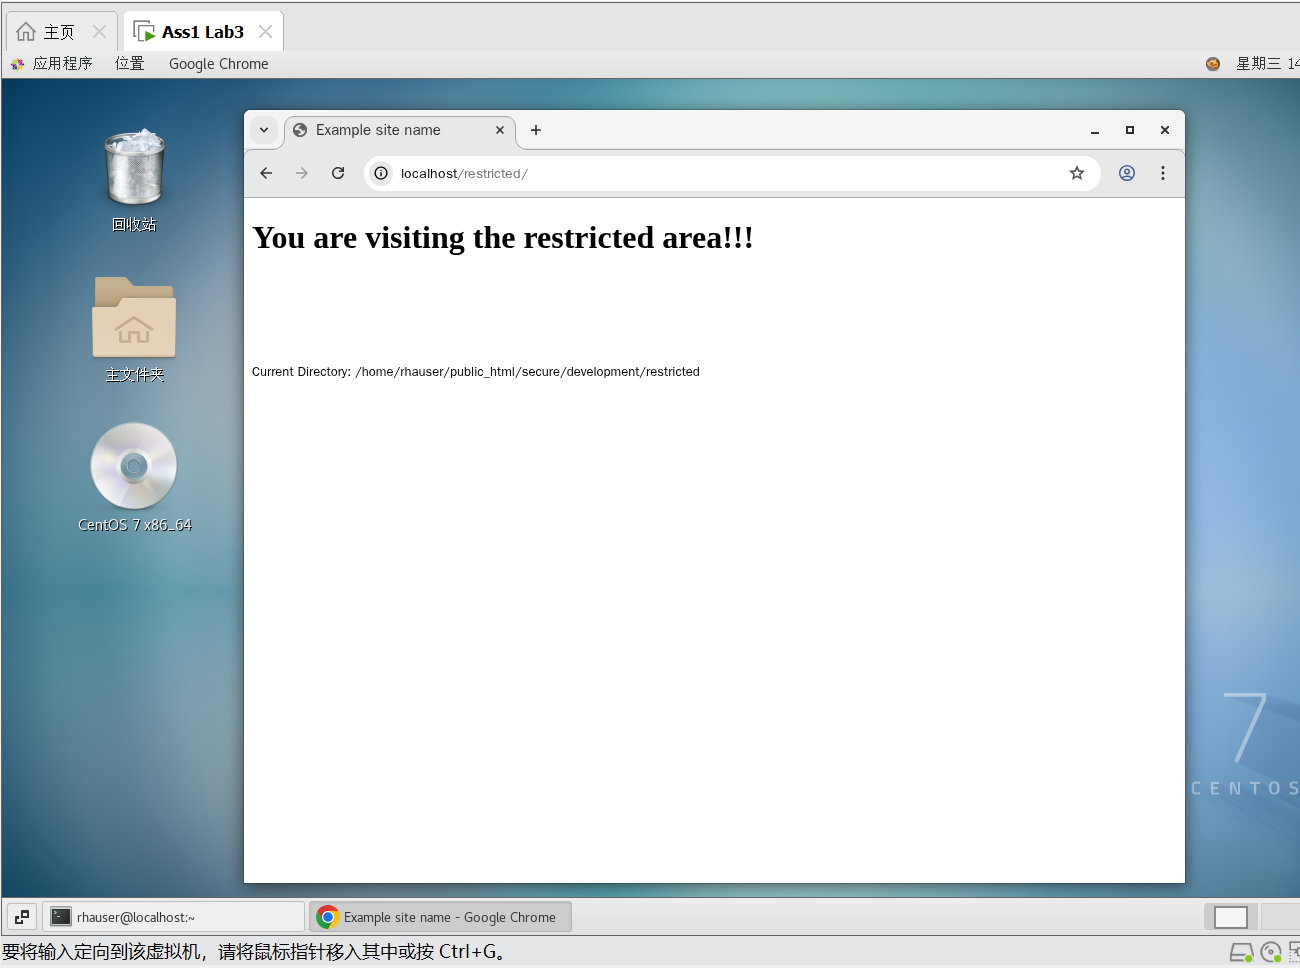 主页
Ass1 Lab3
应用程序 位置 Google Chrome 星期三 14
Example site name
localhost/restricted/
You are visiting the restricted area!!!
Current Directory: /home/rhauser/public_html/secure/development/restricted
回收站
主文件夹
CentOS 7 x86_64
7
CENTOS
rhauser@localhost:~
Example site name - Google Chrome
要将输入定向到该虚拟机，请将鼠标指针移入其中或按 Ctrl+G。